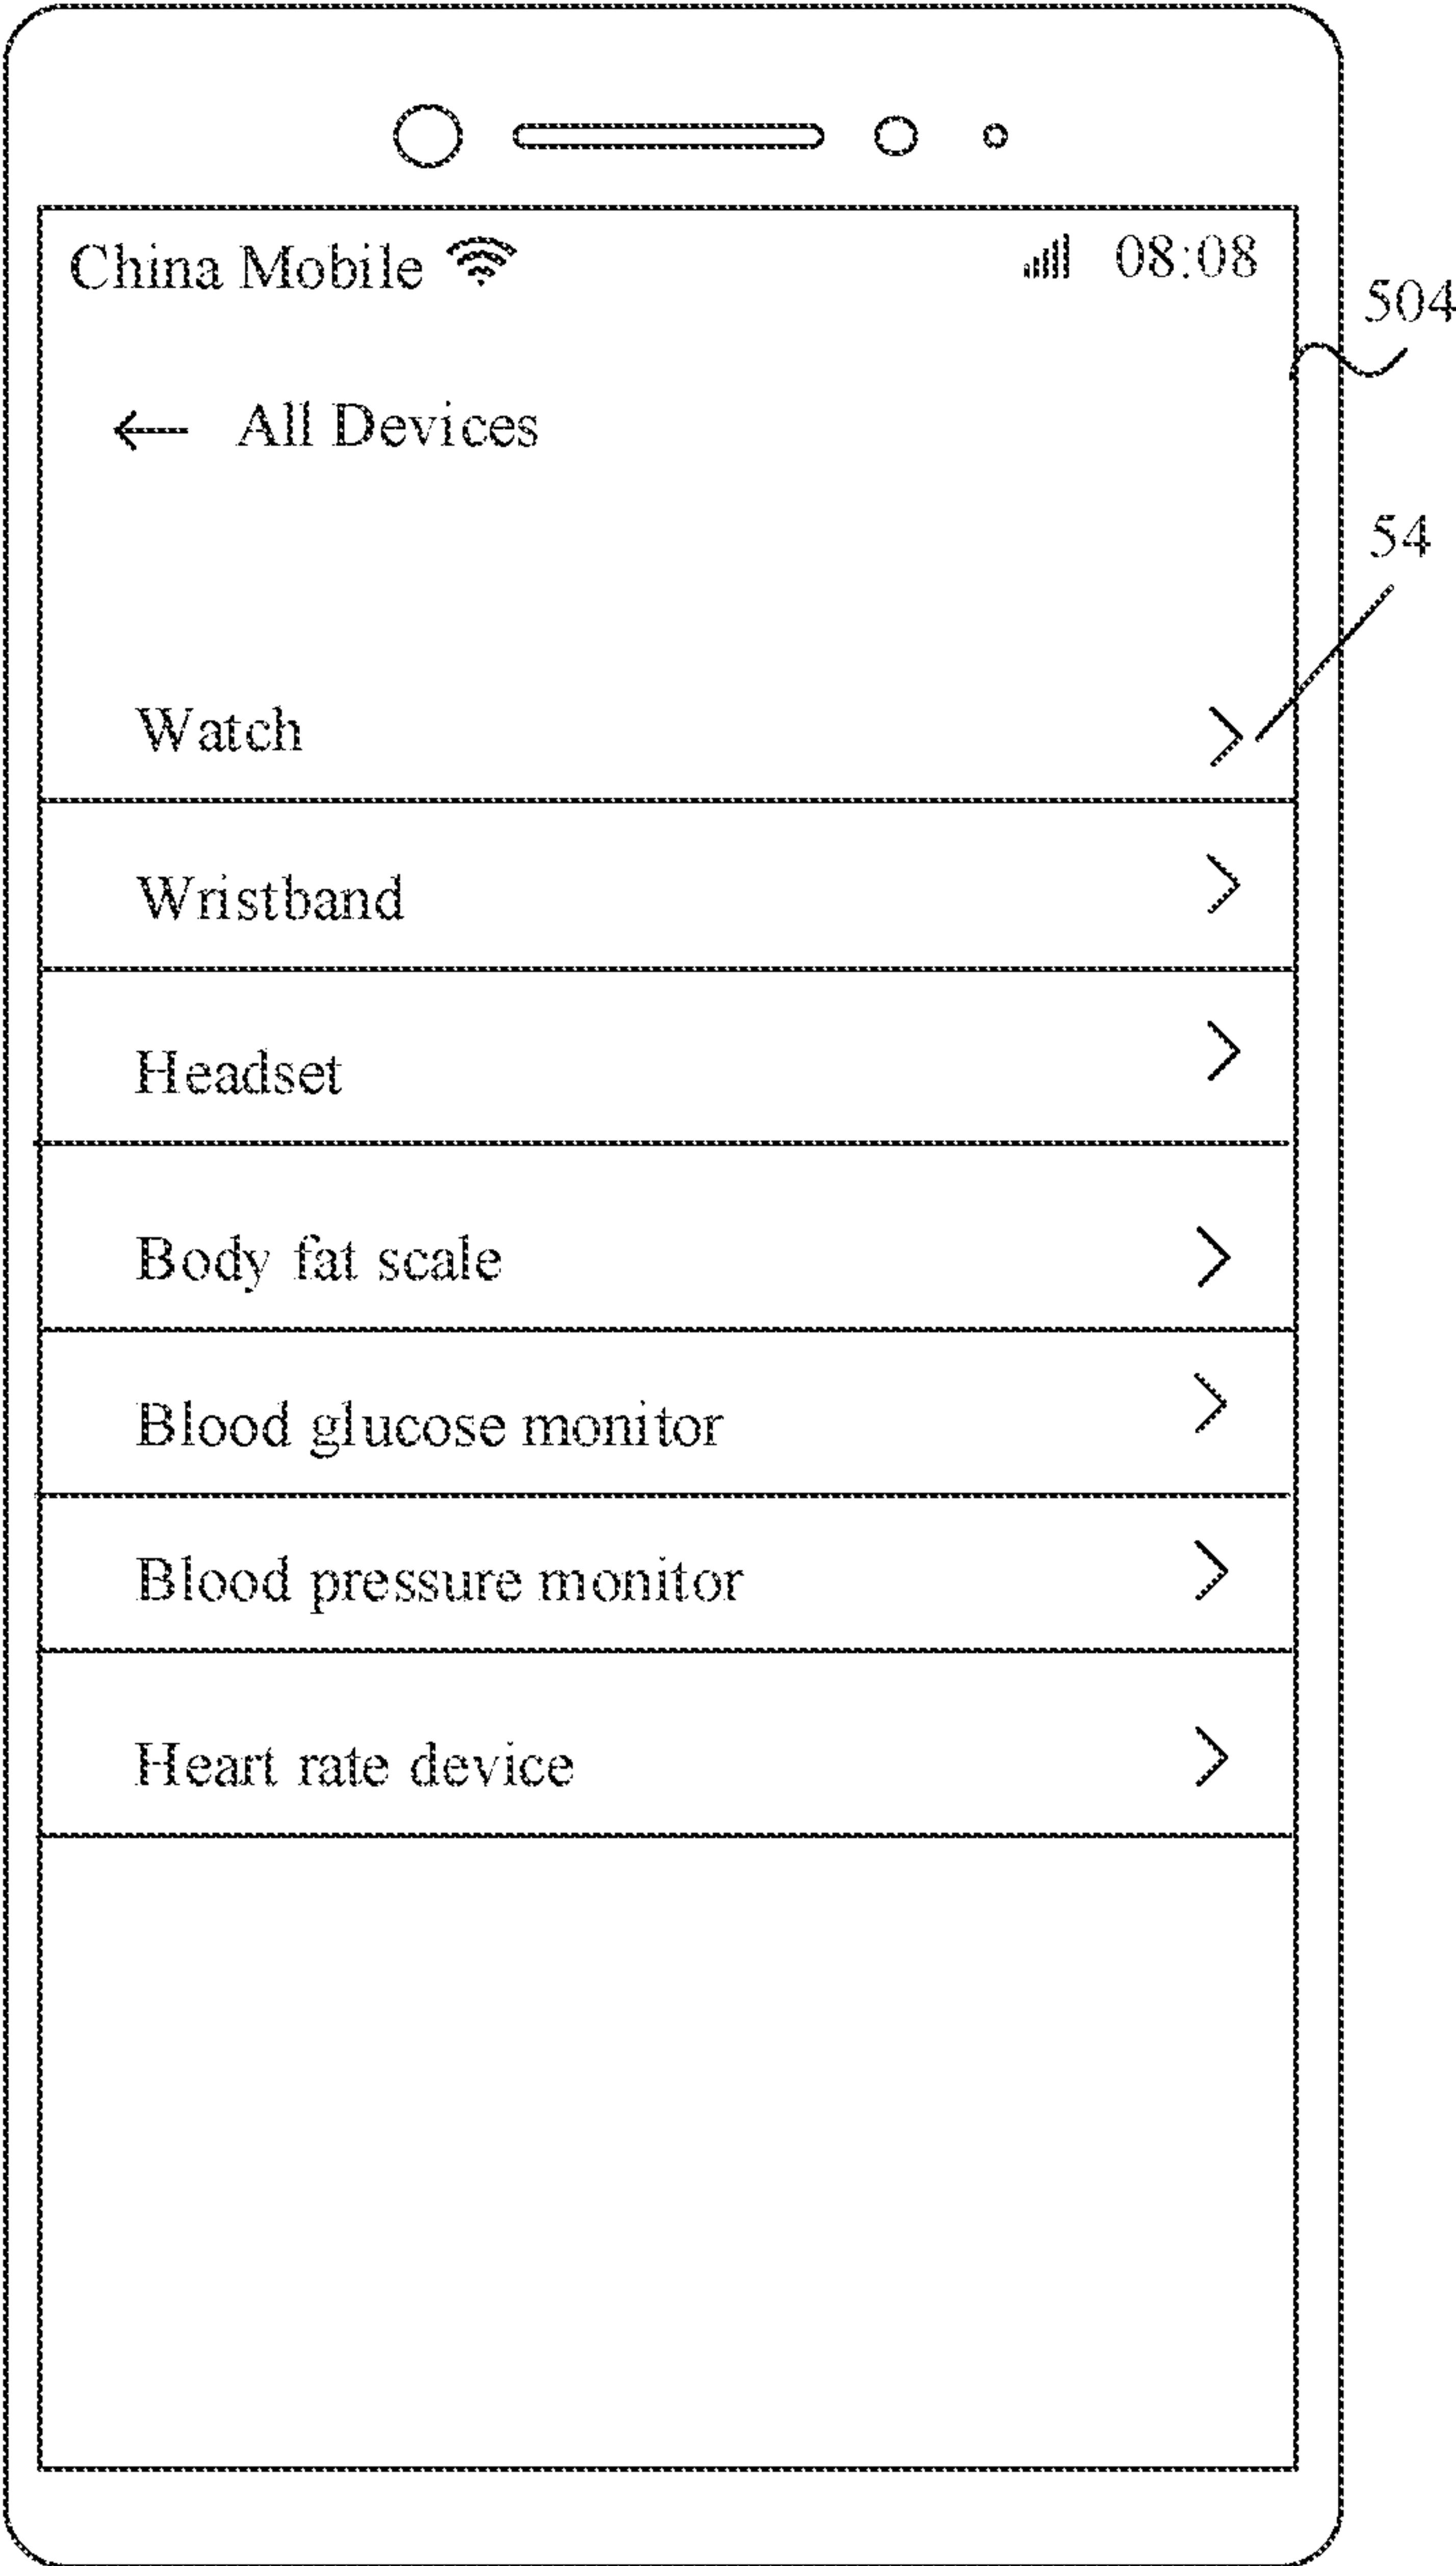 China Mobile 08:08
504
← All Devices
54
Watch >
Wristband >
Headset >
Body fat scale >
Blood glucose monitor >
Blood pressure monitor >
Heart rate device >